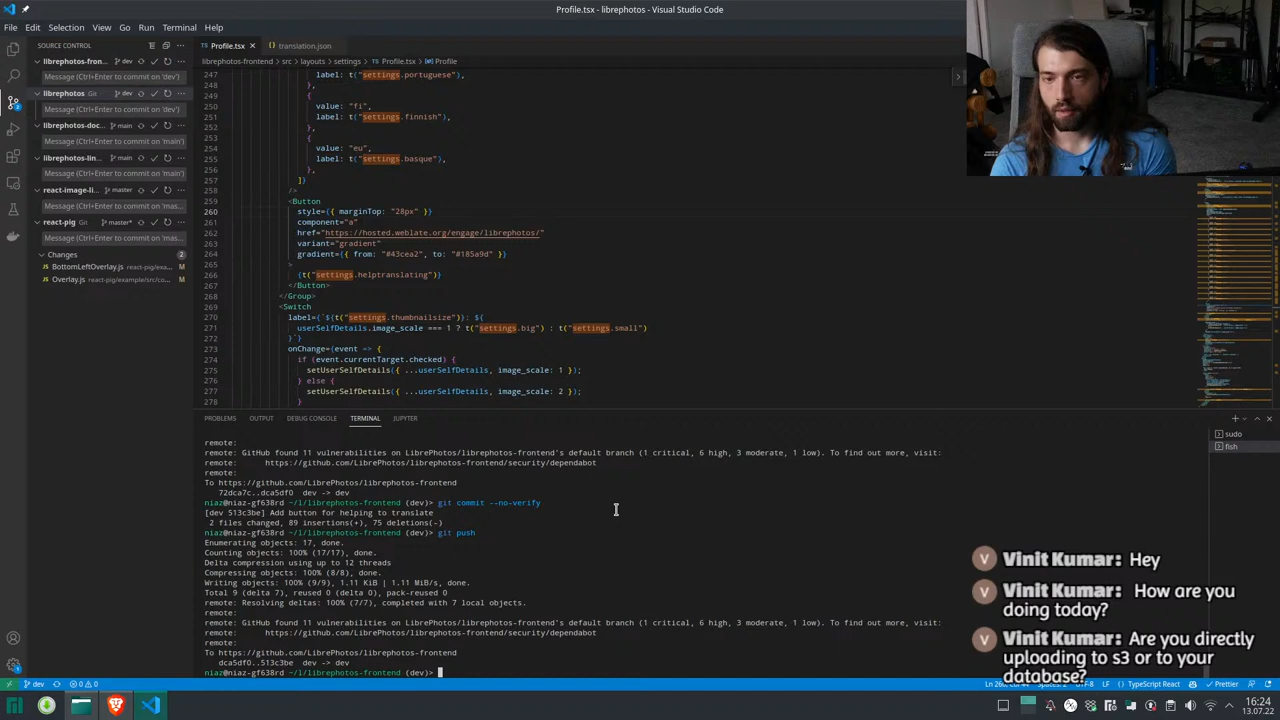 Profile.tsx - librephotos - Visual Studio Code
File Edit Selection View Go Run Terminal Help
SOURCE CONTROL
Profile.tsx
translation.json
librephotos-frontend > src > layouts > settings > Profile.tsx > Profile
librephotos-fron... dev
Message (Ctrl+Enter to commit on 'dev')
librephotos Git dev
Message (Ctrl+Enter to commit on 'dev')
librephotos-doc... main
Message (Ctrl+Enter to commit on 'main')
librephotos-lin... main
Message (Ctrl+Enter to commit on 'main')
react-image-li... master
Message (Ctrl+Enter to commit on 'mas...
react-pig master*
Message (Ctrl+Enter to commit on 'mas...
Changes 2
BottomLeftOverlay.js react-pig/exa... M
Overlay.js react-pig/example/src/co... M
247 label: t("settings.portuguese"),
248 },
249 {
250 value: "fi",
251 label: t("settings.finnish"),
252 },
253 {
254 value: "eu",
255 label: t("settings.basque"),
256 },
257 ]}
258 />
259 <Button
260 style={{ marginTop: "28px" }}
261 component="a"
262 href="https://hosted.weblate.org/engage/librephotos/"
263 variant="gradient"
264 gradient={{ from: "#43cea2", to: "#185a9d" }}
265 >
266 {t("settings.helptranslating")}
267 </Button>
268 </Group>
269 <Switch
270 label={`${t("settings.thumbnailsize")}: ${
271 userSelfDetails.image_scale === 1 ? t("settings.big") : t("settings.small")
272 }`}
273 onChange={event => {
274 if (event.currentTarget.checked) {
275 setUserSelfDetails({ ...userSelfDetails, image_scale: 1 });
276 } else {
277 setUserSelfDetails({ ...userSelfDetails, image_scale: 2 });
278 }
PROBLEMS OUTPUT DEBUG CONSOLE TERMINAL JUPYTER
sudo
fish
remote:
remote: GitHub found 11 vulnerabilities on LibrePhotos/librephotos-frontend's default branch (1 critical, 6 high, 3 moderate, 1 low). To find out more, visit:
remote: https://github.com/LibrePhotos/librephotos-frontend/security/dependabot
remote:
To https://github.com/LibrePhotos/librephotos-frontend
72dca7c..dca5df0 dev -> dev
niaz@niaz-gf638rd ~/l/librephotos-frontend (dev)> git commit --no-verify
[dev 513c3be] Add button for helping to translate
2 files changed, 89 insertions(+), 75 deletions(-)
niaz@niaz-gf638rd ~/l/librephotos-frontend (dev)> git push
Enumerating objects: 17, done.
Counting objects: 100% (17/17), done.
Delta compression using up to 12 threads
Compressing objects: 100% (8/8), done.
Writing objects: 100% (9/9), 1.11 KiB | 1.11 MiB/s, done.
Total 9 (delta 7), reused 0 (delta 0), pack-reused 0
remote: Resolving deltas: 100% (7/7), completed with 7 local objects.
remote:
remote: GitHub found 11 vulnerabilities on LibrePhotos/librephotos-frontend's default branch (1 critical, 6 high, 3 moderate, 1 low). To find out more, visit:
remote: https://github.com/LibrePhotos/librephotos-frontend/security/dependabot
remote:
To https://github.com/LibrePhotos/librephotos-frontend
dca5df0..513c3be dev -> dev
niaz@niaz-gf638rd ~/l/librephotos-frontend (dev)>
V Vinit Kumar: Hey
V Vinit Kumar: How are you
doing today?
V Vinit Kumar: Are you directly
uploading to s3 or to your
database?
dev 0 0
TypeScript React Prettier
16:24
13.07.22